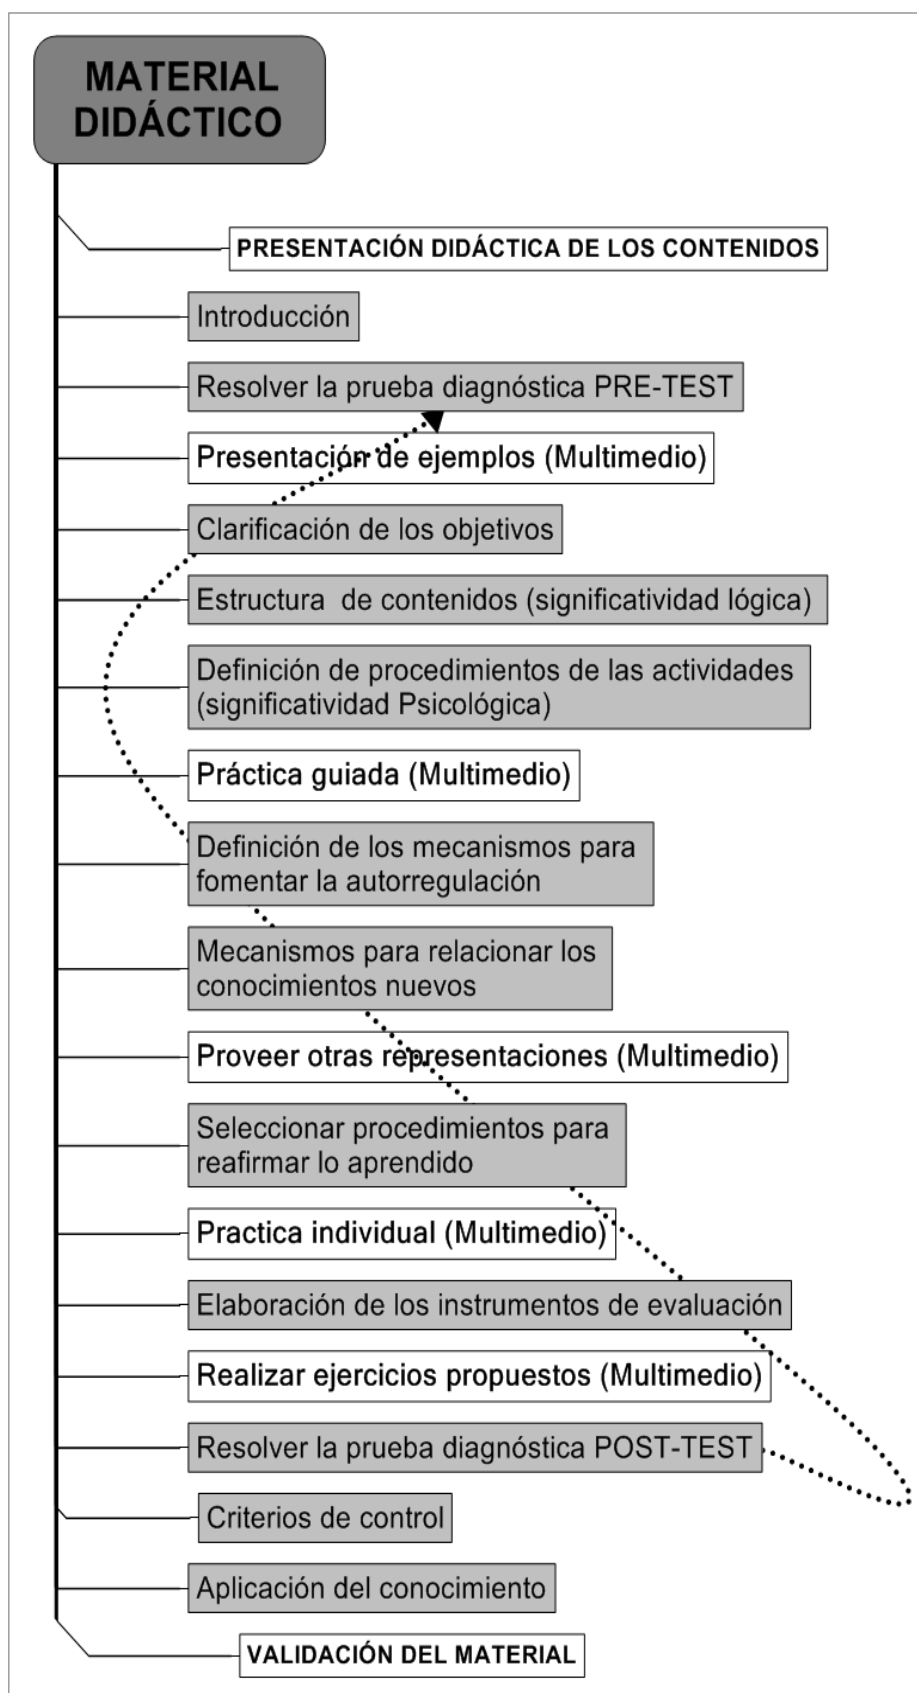 MATERIAL
DIDÁCTICO
PRESENTACIÓN DIDÁCTICA DE LOS CONTENIDOS
Introducción
Resolver la prueba diagnóstica PRE-TEST
Presentación de ejemplos (Multimedio)
Clarificación de los objetivos
Estructura de contenidos (significatividad lógica)
Definición de procedimientos de las actividades
(significatividad Psicológica)
Práctica guiada (Multimedio)
Definición de los mecanismos para
fomentar la autorregulación
Mecanismos para relacionar los
conocimientos nuevos
Proveer otras representaciones (Multimedio)
Seleccionar procedimientos para
reafirmar lo aprendido
Practica individual (Multimedio)
Elaboración de los instrumentos de evaluación
Realizar ejercicios propuestos (Multimedio)
Resolver la prueba diagnóstica POST-TEST
Criterios de control
Aplicación del conocimiento
VALIDACIÓN DEL MATERIAL